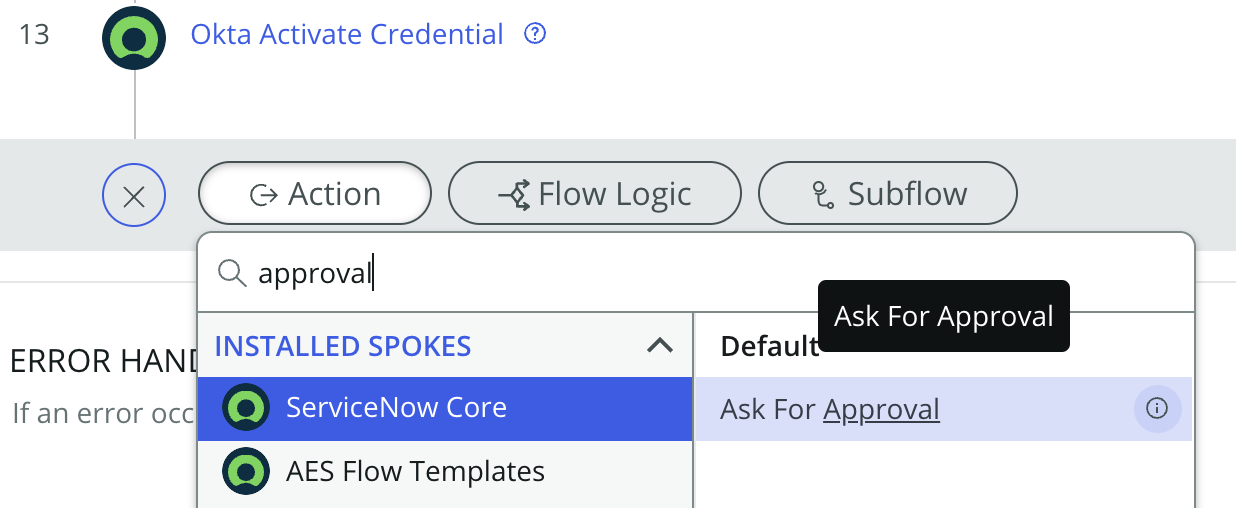 13 Okta Activate Credential ?
Action Flow Logic Subflow
approval
Ask For Approval
INSTALLED SPOKES Default
ERROR HAND
ServiceNow Core Ask For Approval
If an error occ
AES Flow Templates